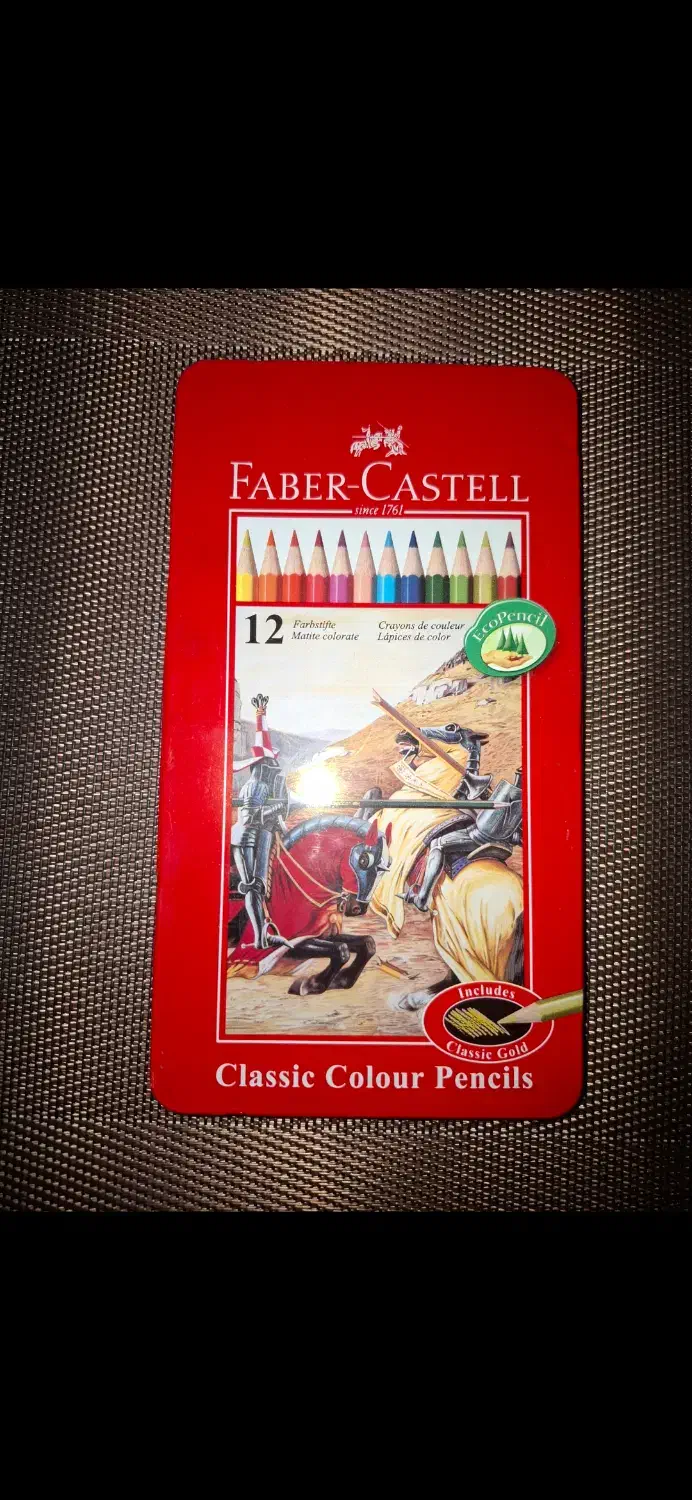 FABER-CASTELL
since 1761
12 Farbstifte Crayons de couleur
Matite colorate Lápices de color
EcoPencil
Includes
Classic Gold
Classic Colour Pencils